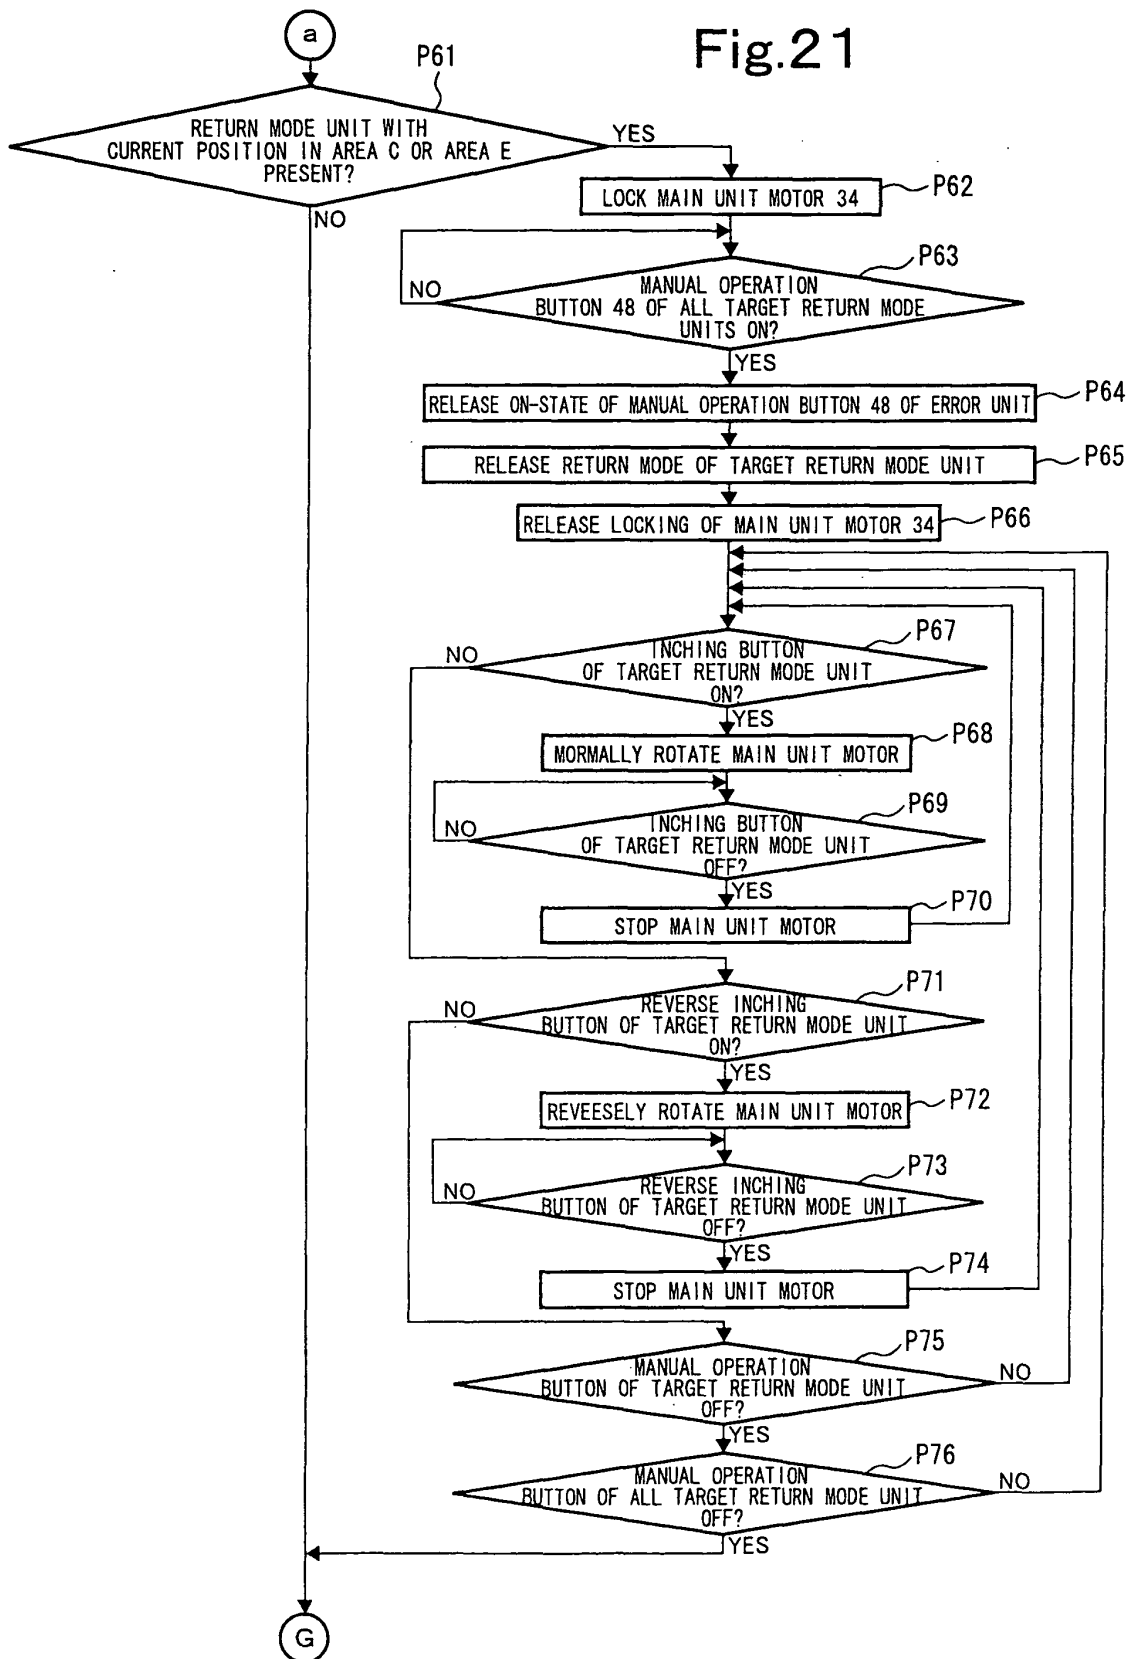 a
Fig.21
P61
RETURN MODE UNIT WITH
CURRENT POSITION IN AREA C OR AREA E
PRESENT?
YES
NO
P62
LOCK MAIN UNIT MOTOR 34
P63
NO
MANUAL OPERATION
BUTTON 48 OF ALL TARGET RETURN MODE
UNITS ON?
YES
P64
RELEASE ON-STATE OF MANUAL OPERATION BUTTON 48 OF ERROR UNIT
P65
RELEASE RETURN MODE OF TARGET RETURN MODE UNIT
P66
RELEASE LOCKING OF MAIN UNIT MOTOR 34
P67
NO
INCHING BUTTON
OF TARGET RETURN MODE UNIT
ON?
YES
P68
MORMALLY ROTATE MAIN UNIT MOTOR
P69
NO
INCHING BUTTON
OF TARGET RETURN MODE UNIT
OFF?
YES
P70
STOP MAIN UNIT MOTOR
P71
NO
REVERSE INCHING
BUTTON OF TARGET RETURN MODE UNIT
ON?
YES
P72
REVEESELY ROTATE MAIN UNIT MOTOR
P73
NO
REVERSE INCHING
BUTTON OF TARGET RETURN MODE UNIT
OFF?
YES
P74
STOP MAIN UNIT MOTOR
P75
MANUAL OPERATION
BUTTON OF TARGET RETURN MODE UNIT
OFF?
NO
YES
P76
MANUAL OPERATION
BUTTON OF ALL TARGET RETURN MODE UNIT
OFF?
NO
YES
G